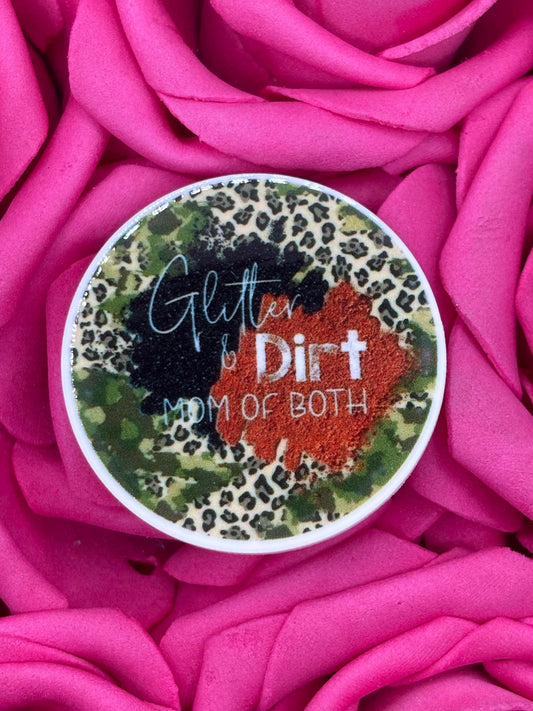 Glitter
& Dirt
MOM OF BOTH